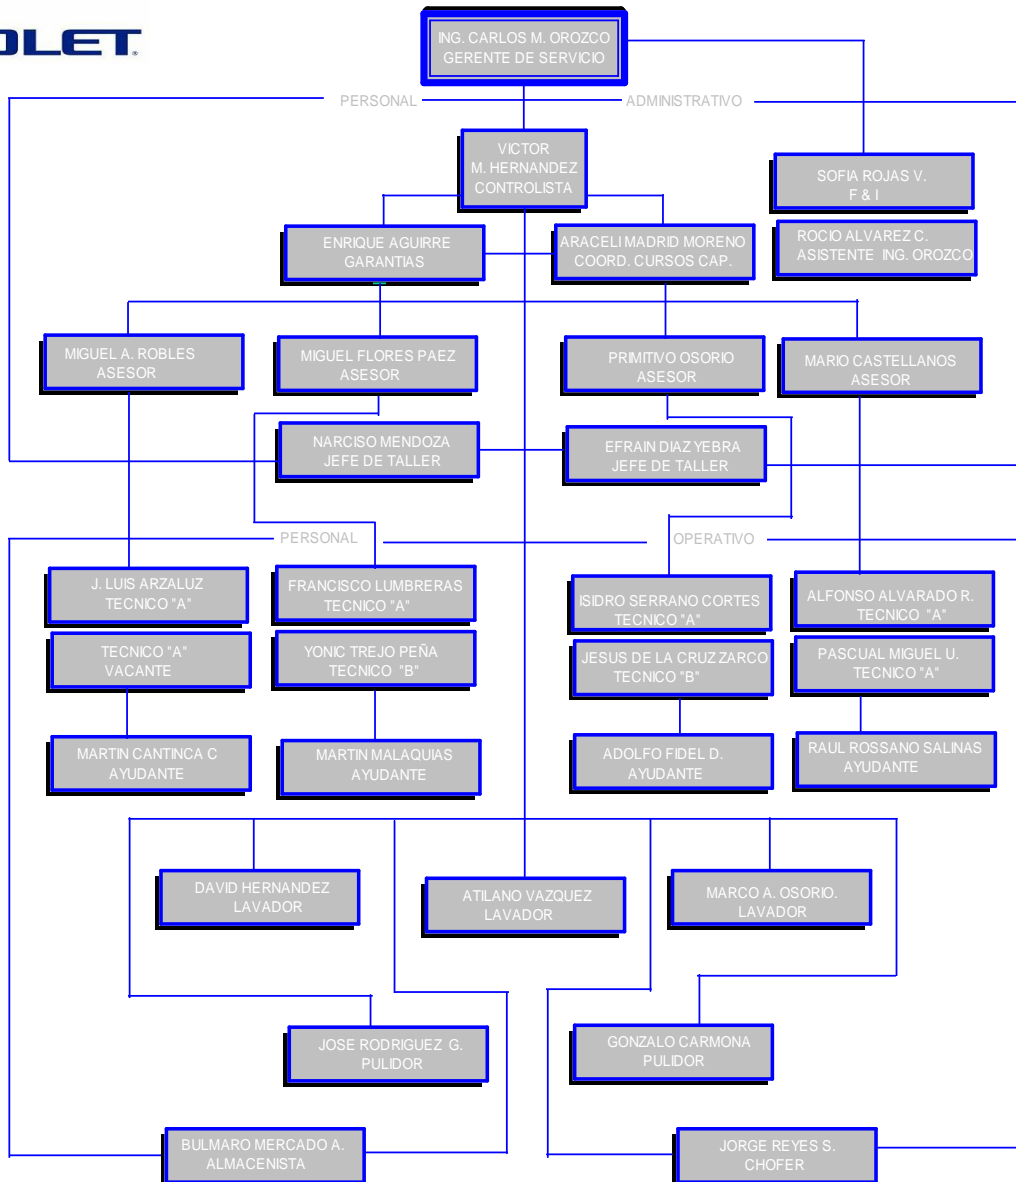 OLET
ING. CARLOS M. OROZCO
GERENTE DE SERVICIO
PERSONAL
ADMINISTRATIVO
VICTOR
M. HERNANDEZ
CONTROLISTA
SOFIA ROJAS V.
F & I
ROCIO ALVAREZ C.
ASISTENTE ING. OROZCO
ENRIQUE AGUIRRE
GARANTIAS
ARACELI MADRID MORENO
COORD. CURSOS CAP.
MIGUEL A. ROBLES
ASESOR
MIGUEL FLORES PAEZ
ASESOR
PRIMITIVO OSORIO
ASESOR
MARIO CASTELLANOS
ASESOR
NARCISO MENDOZA
JEFE DE TALLER
EFRAIN DIAZ YEBRA
JEFE DE TALLER
PERSONAL
OPERATIVO
J. LUIS ARZALUZ
TECNICO "A"
FRANCISCO LUMBRERAS
TECNICO "A"
ISIDRO SERRANO CORTES
TECNICO "A"
ALFONSO ALVARADO R.
TECNICO "A"
TECNICO "A"
VACANTE
YONIC TREJO PEÑA
TECNICO "B"
JESUS DE LA CRUZ ZARCO
TECNICO "B"
PASCUAL MIGUEL U.
TECNICO "A"
MARTIN CANTINCA C
AYUDANTE
MARTIN MALAQUIAS
AYUDANTE
ADOLFO FIDEL D.
AYUDANTE
RAUL ROSSANO SALINAS
AYUDANTE
DAVID HERNANDEZ
LAVADOR
ATILANO VAZQUEZ
LAVADOR
MARCO A. OSORIO.
LAVADOR
JOSE RODRIGUEZ G.
PULIDOR
GONZALO CARMONA
PULIDOR
BULMARO MERCADO A.
ALMACENISTA
JORGE REYES S.
CHOFER